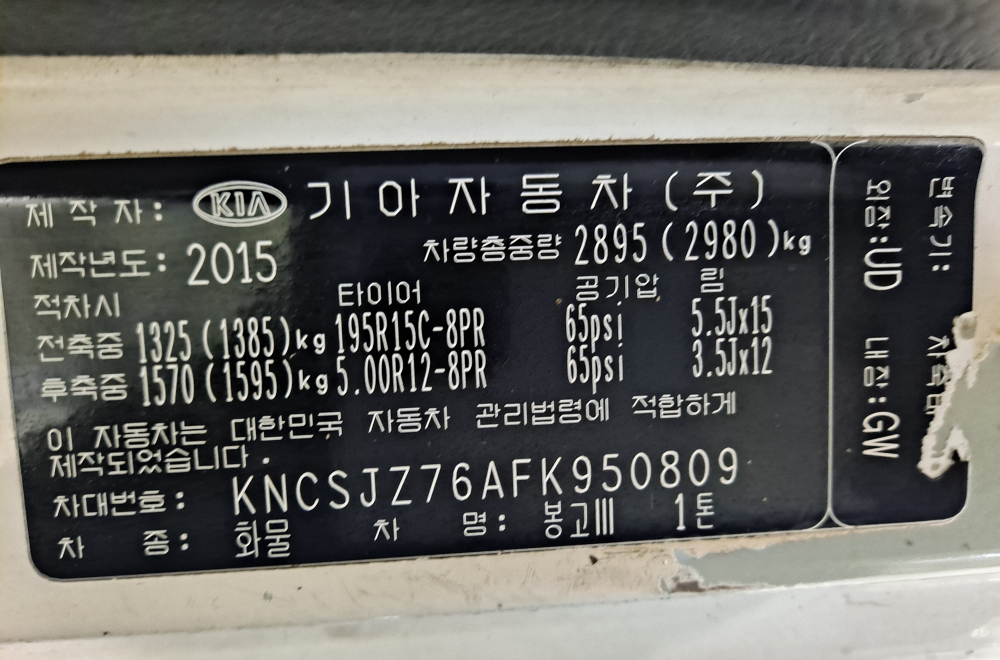 제 작 자: KIA 기 아 자 동 차 (주)
제작년도: 2015 차량총중량 2895 (2980)kg
적차시 타이어 공기압 림
전축중 1325 (1385)kg 195R15C-8PR 65psi 5.5Jx15
후축중 1570 (1595)kg 5.00R12-8PR 65psi 3.5Jx12
이 자동차는 대한민국 자동차 관리법령에 적합하게
제작되었습니다.
차대번호: KNCSJZ76AFK950809
차 종: 화물 차 명: 봉고Ⅲ 1톤
변속기:
외장:UD 내장:GW